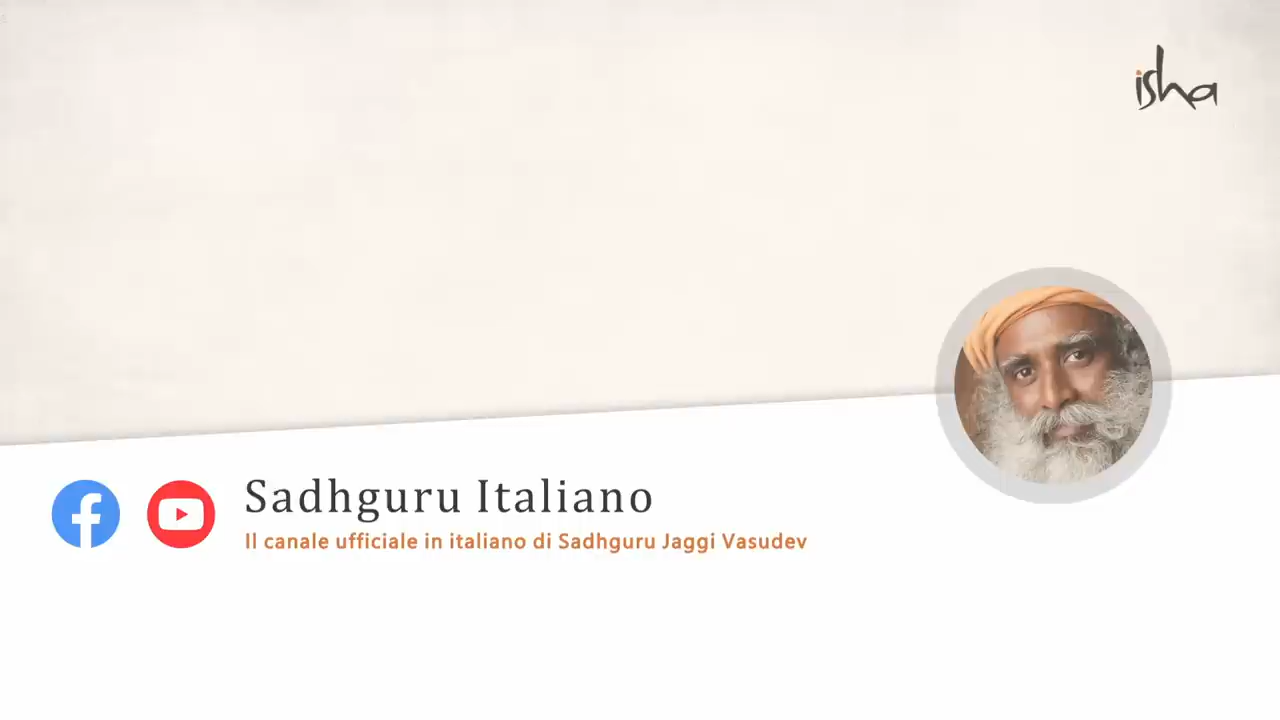 isha
Sadhguru Italiano
Il canale ufficiale in italiano di Sadhguru Jaggi Vasudev